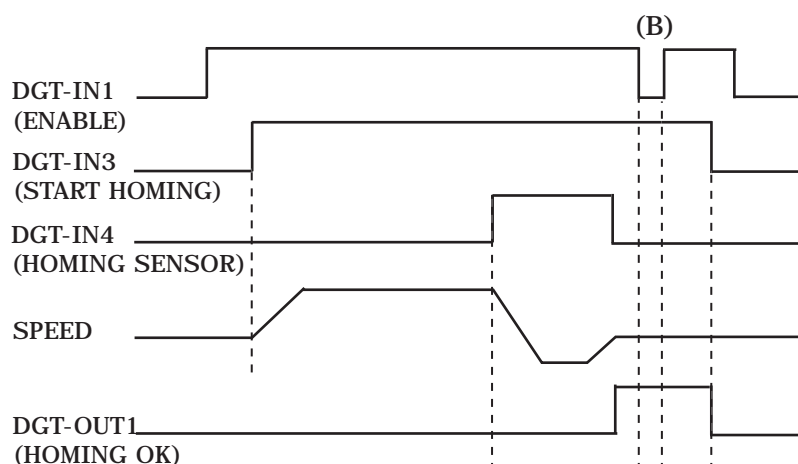 (B)
DGT-IN1
(ENABLE)
DGT-IN3
(START HOMING)
DGT-IN4
(HOMING SENSOR)
SPEED
DGT-OUT1
(HOMING OK)